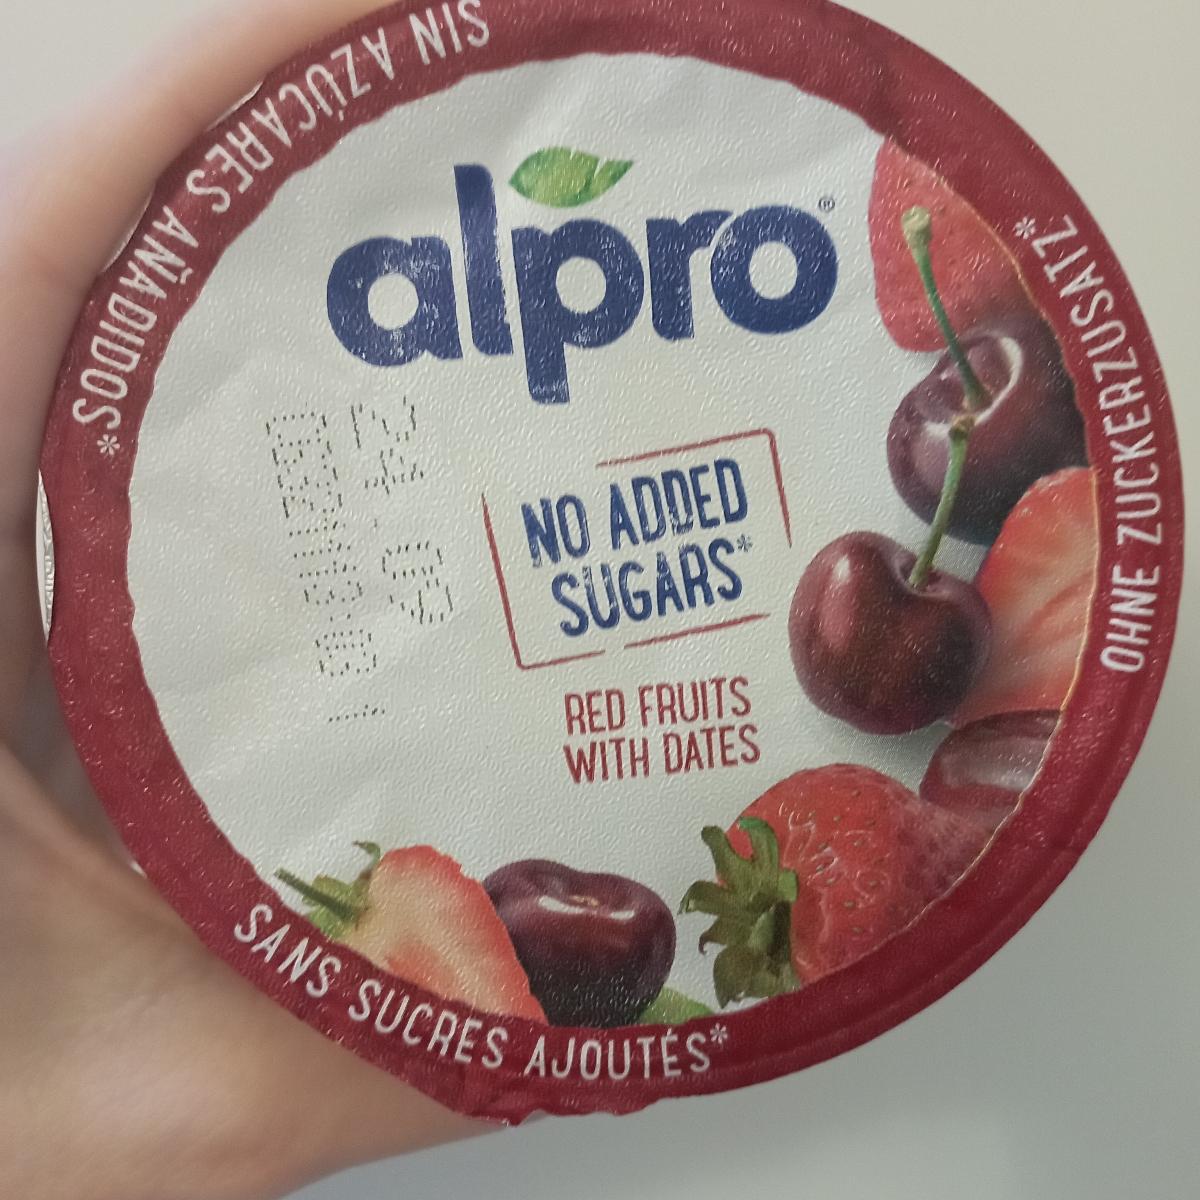 SIN AZÚCARES AÑADIDOS*
alpro®
OHNE ZUCKERZUSATZ*
NO ADDED
SUGARS*
RED FRUITS
WITH DATES
SANS SUCRES AJOUTÉS*